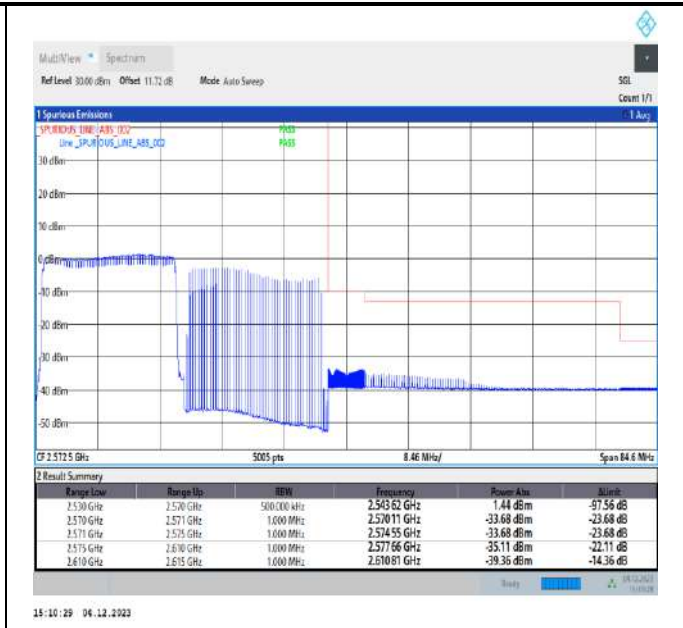 MultiView Spectrum
Ref Level 30.00 dBm Offset 11.72 dB Mode Auto Sweep SGL
Count 1/1
1 Spurious Emissions 1 Avg
_SPURIOUS_LINE_ABS_002 PASS
Line _SPURIOUS_LINE_ABS_002 PASS
30 dBm
20 dBm
10 dBm
0 dBm
-10 dBm
-20 dBm
-30 dBm
-40 dBm
-50 dBm
CF 2.5725 GHz 5005 pts 8.46 MHz/ Span 84.6 MHz
2 Result Summary
Range Low Range Up RBW Frequency Power Abs ΔLimit
2.530 GHz 2.570 GHz 500.000 kHz 2.54362 GHz 1.44 dBm -97.56 dB
2.570 GHz 2.571 GHz 1.000 MHz 2.57011 GHz -33.68 dBm -23.68 dB
2.571 GHz 2.575 GHz 1.000 MHz 2.57455 GHz -33.68 dBm -23.68 dB
2.575 GHz 2.610 GHz 1.000 MHz 2.57766 GHz -35.11 dBm -22.11 dB
2.610 GHz 2.615 GHz 1.000 MHz 2.61081 GHz -39.36 dBm -14.36 dB
Ready 04.12.2023
15:10:29 04.12.2023